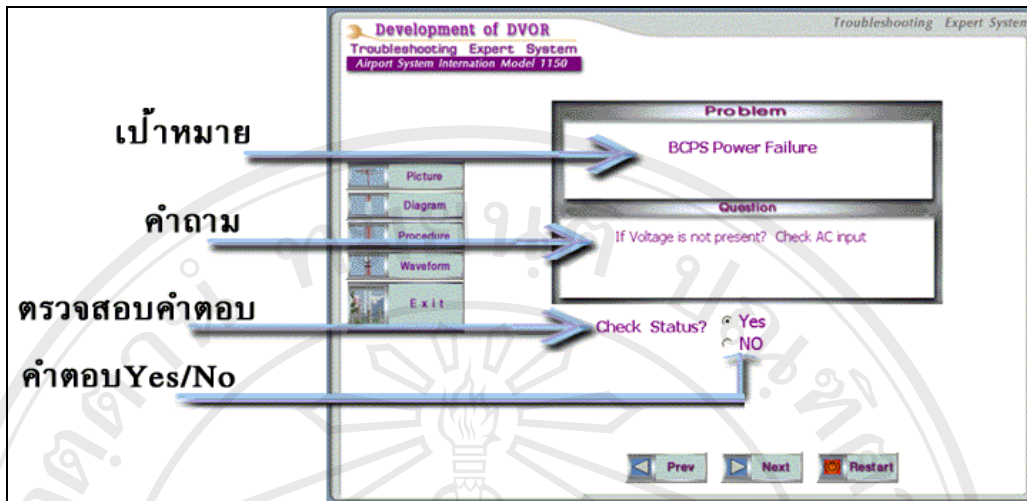 Troubleshooting Expert System
Development of DVOR
Troubleshooting Expert System
Airport System Internation Model 1150
เป้าหมาย
คำถาม
ตรวจสอบคำตอบ
คำตอบYes/No
Picture
Diagram
Procedure
Waveform
Exit
Problem
BCPS Power Failure
Question
If Voltage is not present? Check AC input
Check Status? Yes
NO
Prev Next Restart